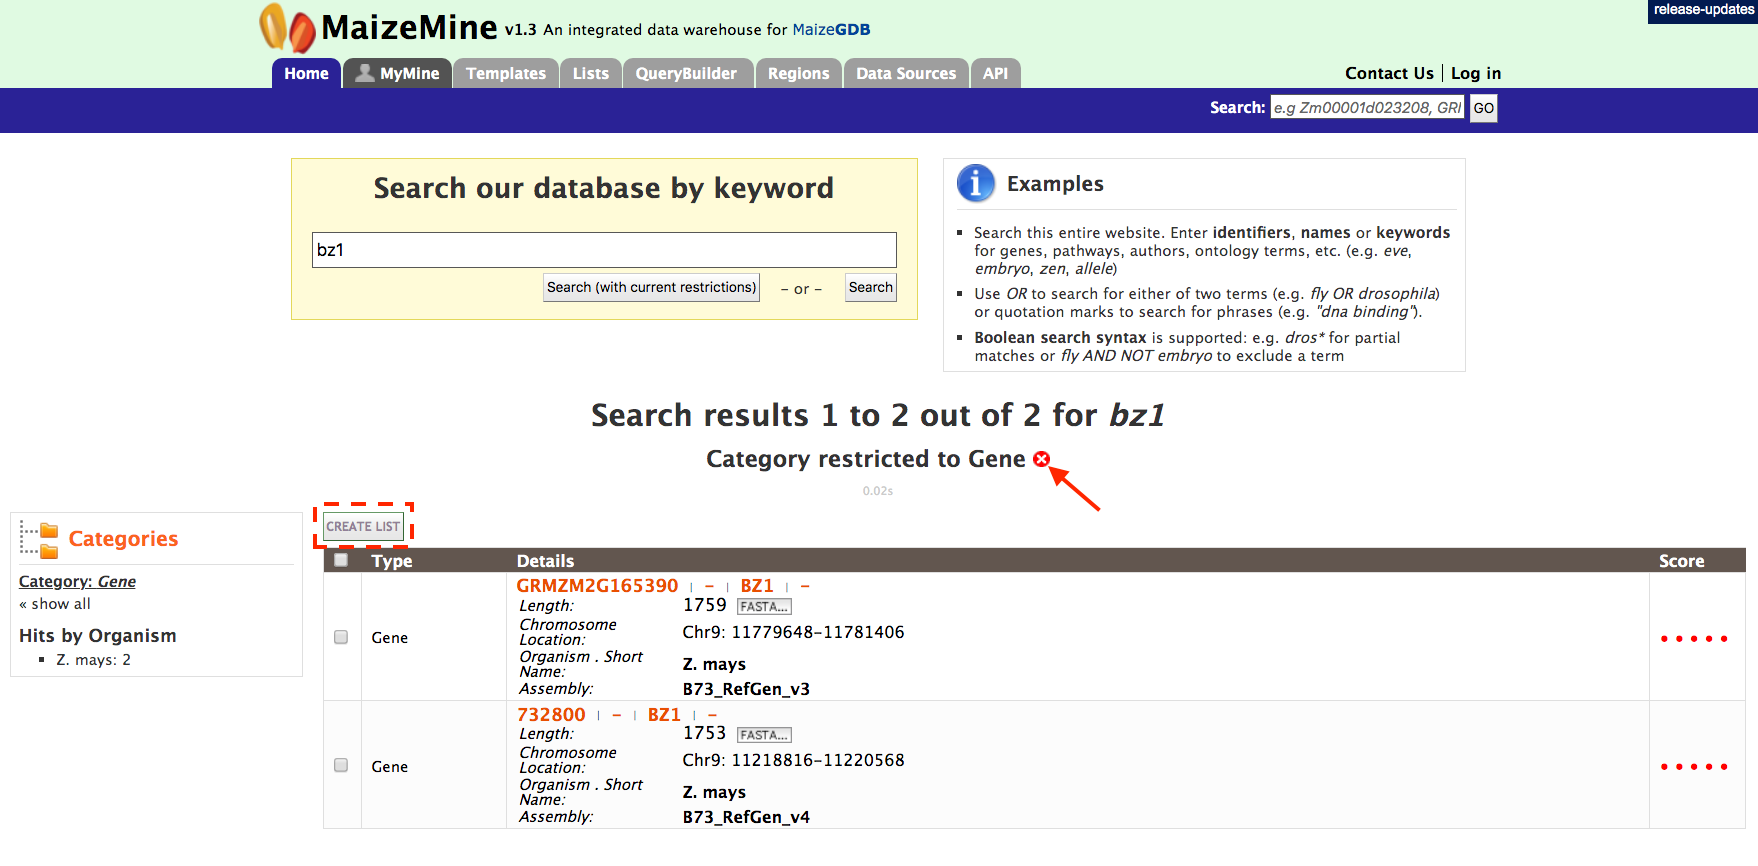 release-updates
MaizeMine v1.3 An integrated data warehouse for MaizeGDB
Home MyMine Templates Lists QueryBuilder Regions Data Sources API
Contact Us | Log in
Search: e.g Zm00001d023208, GRI GO
Search our database by keyword
bz1
Search (with current restrictions) – or – Search
Examples
▪ Search this entire website. Enter identifiers, names or keywords
for genes, pathways, authors, ontology terms, etc. (e.g. eve,
embryo, zen, allele)
▪ Use OR to search for either of two terms (e.g. fly OR drosophila)
or quotation marks to search for phrases (e.g. "dna binding").
▪ Boolean search syntax is supported: e.g. dros* for partial
matches or fly AND NOT embryo to exclude a term
Search results 1 to 2 out of 2 for bz1
Category restricted to Gene
0.02s
Categories
Category: Gene
« show all
Hits by Organism
▪ Z. mays: 2
CREATE LIST
Type Details Score
Gene
GRMZM2G165390 | – | BZ1 | –
Length: 1759 FASTA...
Chromosome
Location: Chr9: 11779648–11781406
Organism . Short
Name: Z. mays
Assembly: B73_RefGen_v3
Gene
732800 | – | BZ1 | –
Length: 1753 FASTA...
Chromosome
Location: Chr9: 11218816–11220568
Organism . Short
Name: Z. mays
Assembly: B73_RefGen_v4